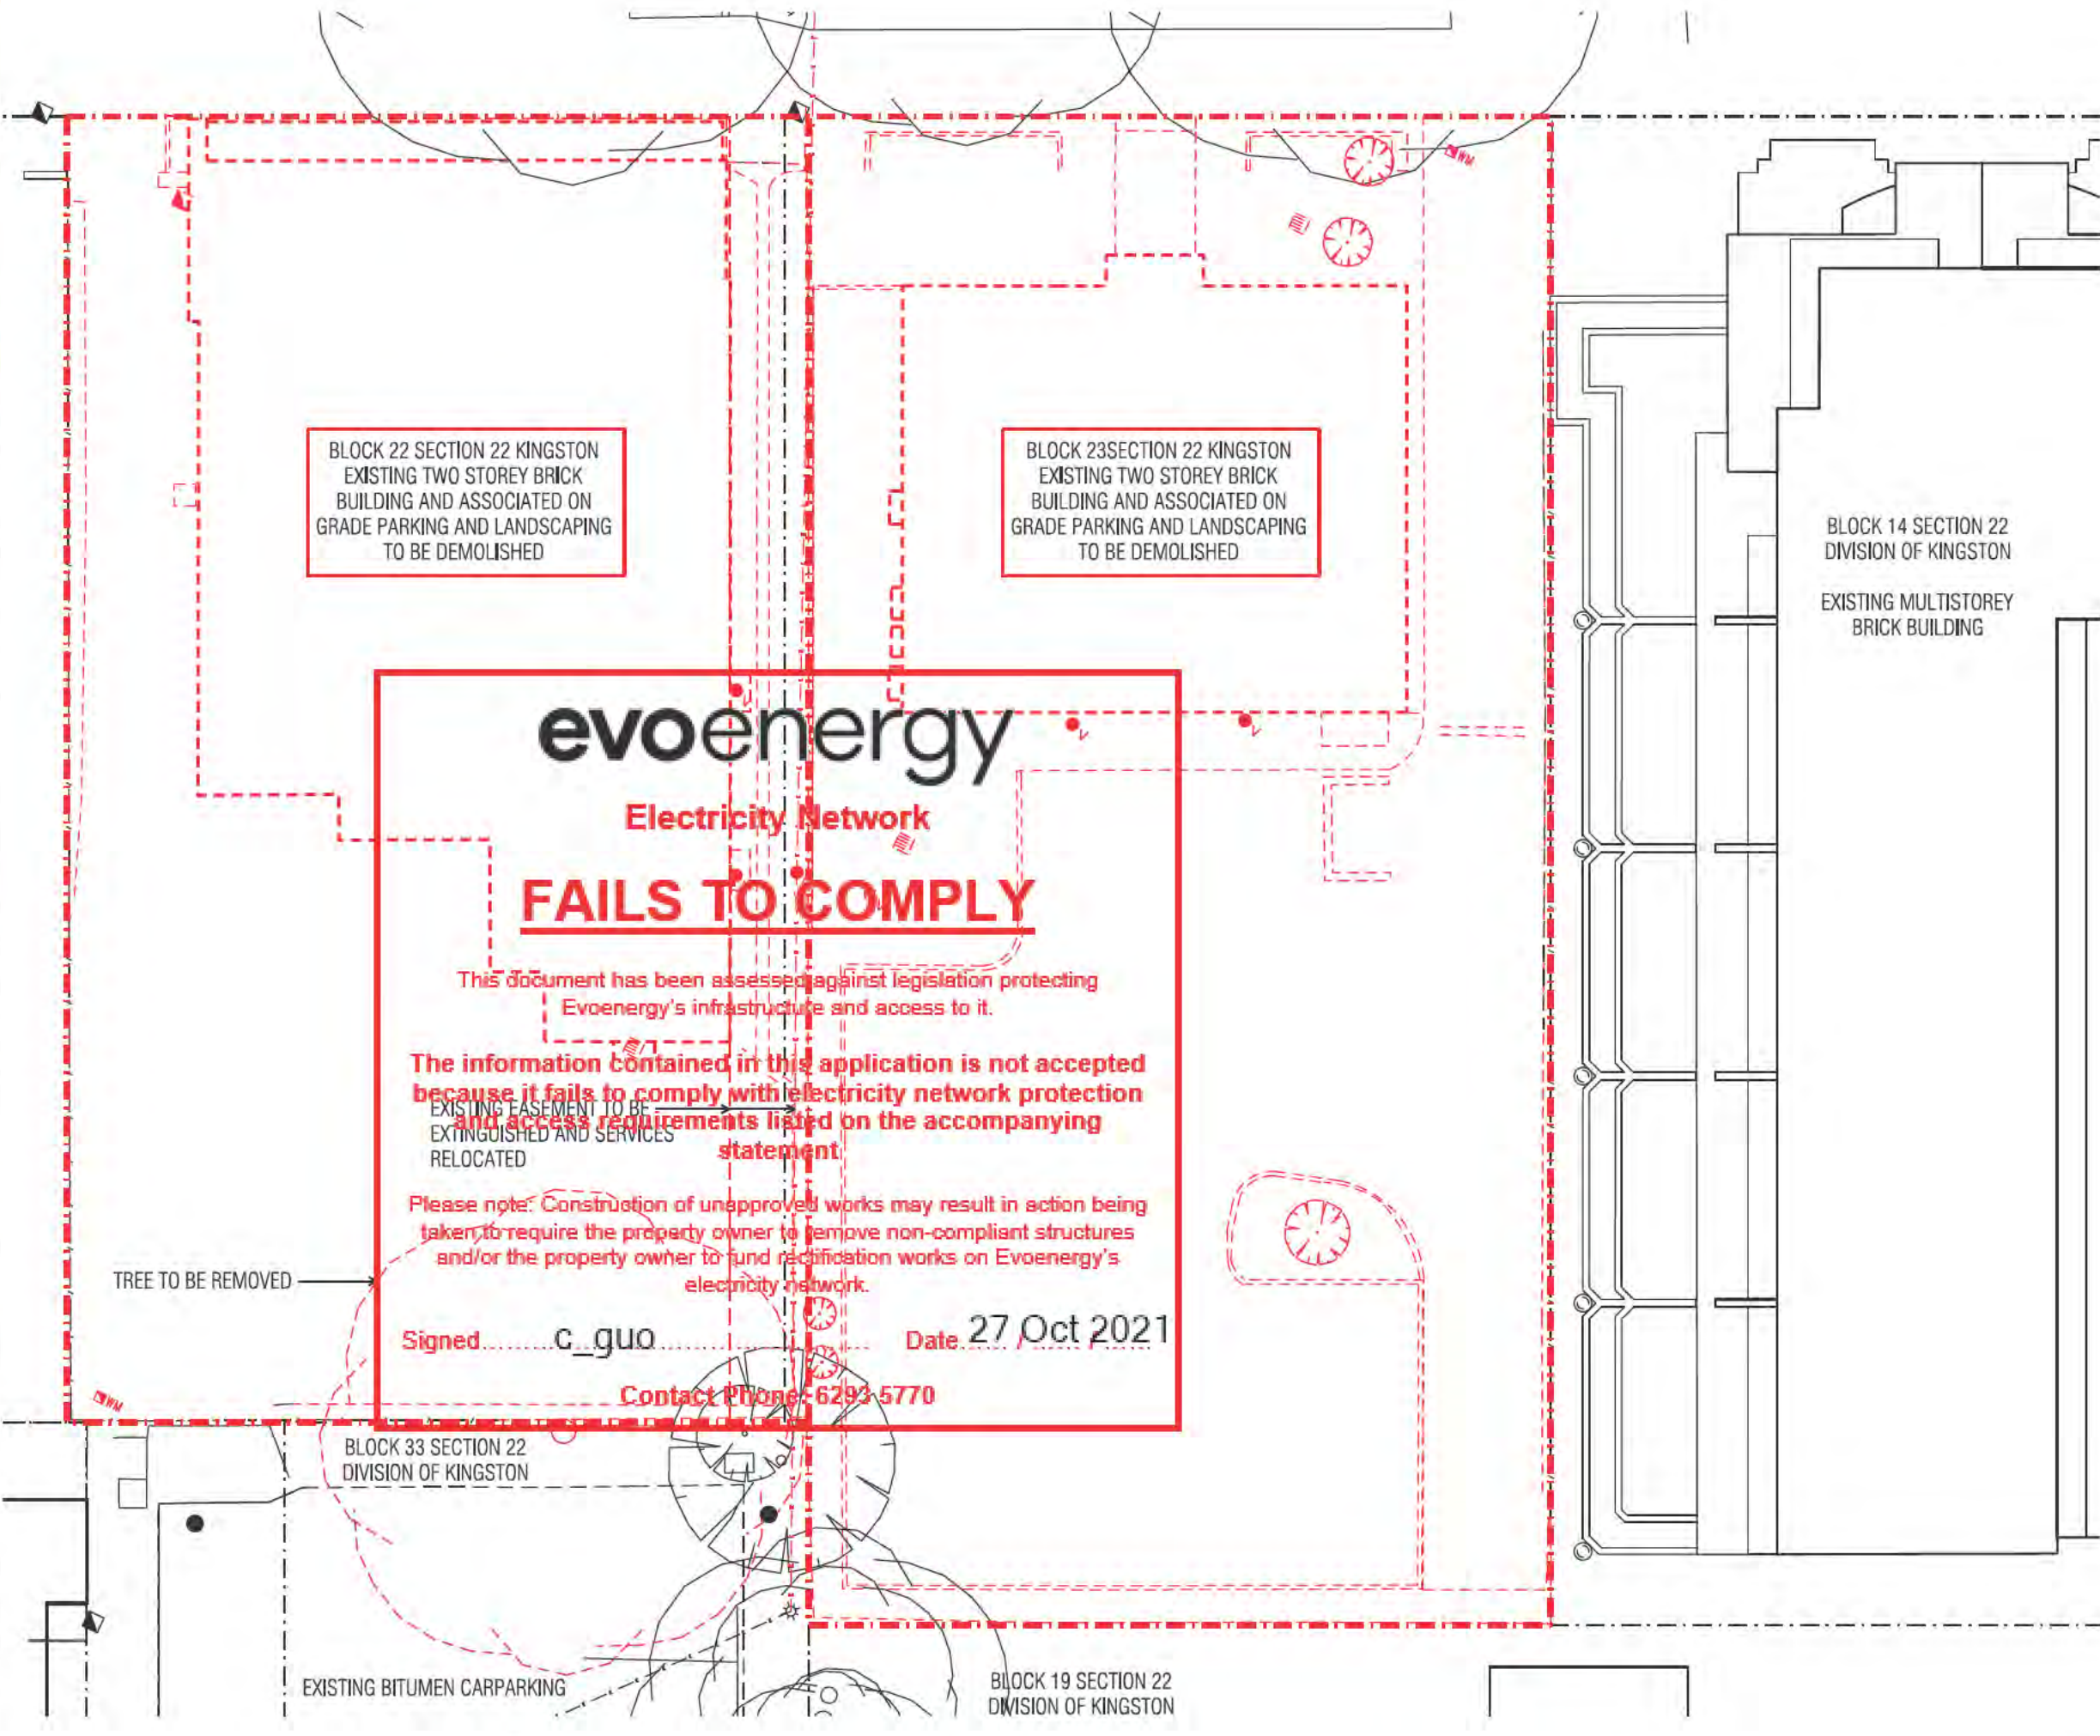 WM
BLOCK 22 SECTION 22 KINGSTON
EXISTING TWO STOREY BRICK
BUILDING AND ASSOCIATED ON
GRADE PARKING AND LANDSCAPING
TO BE DEMOLISHED
BLOCK 23SECTION 22 KINGSTON
EXISTING TWO STOREY BRICK
BUILDING AND ASSOCIATED ON
GRADE PARKING AND LANDSCAPING
TO BE DEMOLISHED
BLOCK 14 SECTION 22
DIVISION OF KINGSTON
EXISTING MULTISTOREY
BRICK BUILDING
evoenergy
Electricity Network
FAILS TO COMPLY
This document has been assessed against legislation protecting
Evoenergy's infrastructure and access to it.
The information contained in this application is not accepted
because it fails to comply with electricity network protection
and access requirements listed on the accompanying
statement
EXISTING EASEMENT TO BE
EXTINGUISHED AND SERVICES
RELOCATED
Please note: Construction of unapproved works may result in action being
taken to require the property owner to remove non-compliant structures
and/or the property owner to fund rectification works on Evoenergy's
electricity network.
TREE TO BE REMOVED
Signed c_guo Date 27 Oct 2021
Contact Phone: 6293 5770
WM
BLOCK 33 SECTION 22
DIVISION OF KINGSTON
EXISTING BITUMEN CARPARKING
BLOCK 19 SECTION 22
DIVISION OF KINGSTON